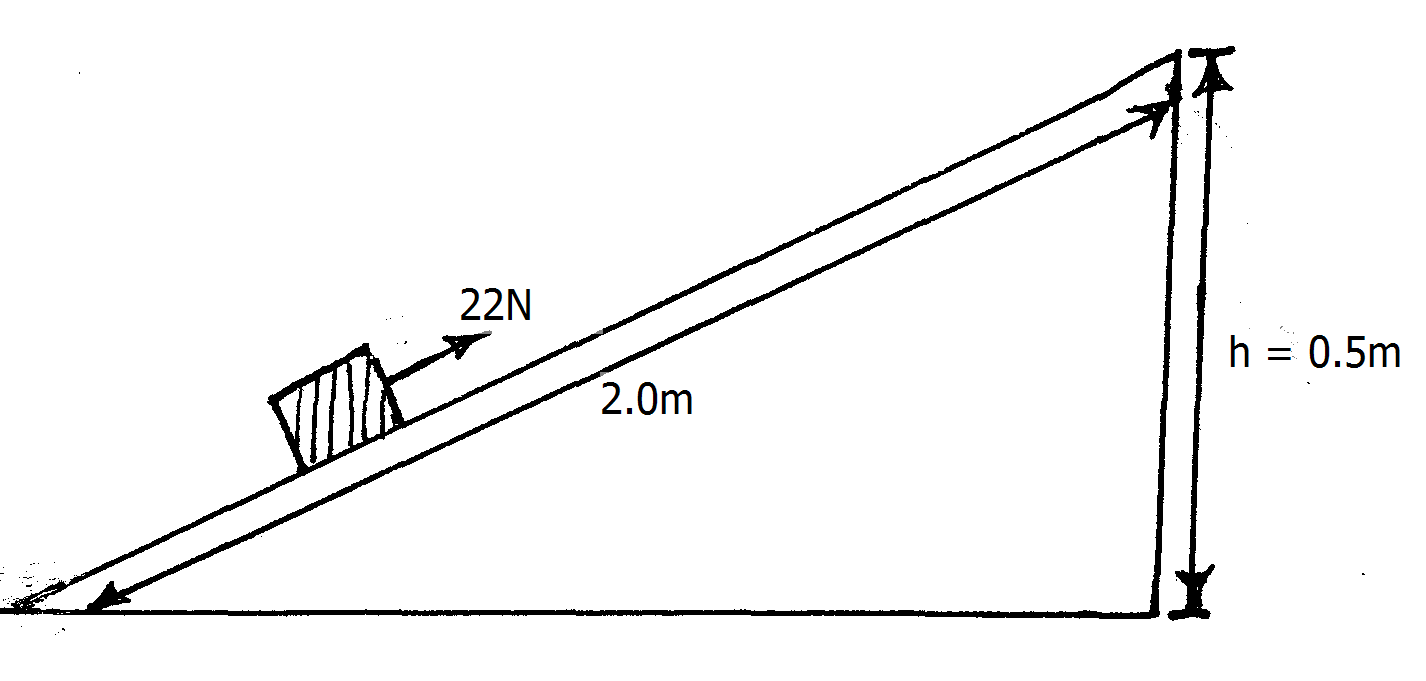 22N
2.0m
h = 0.5m